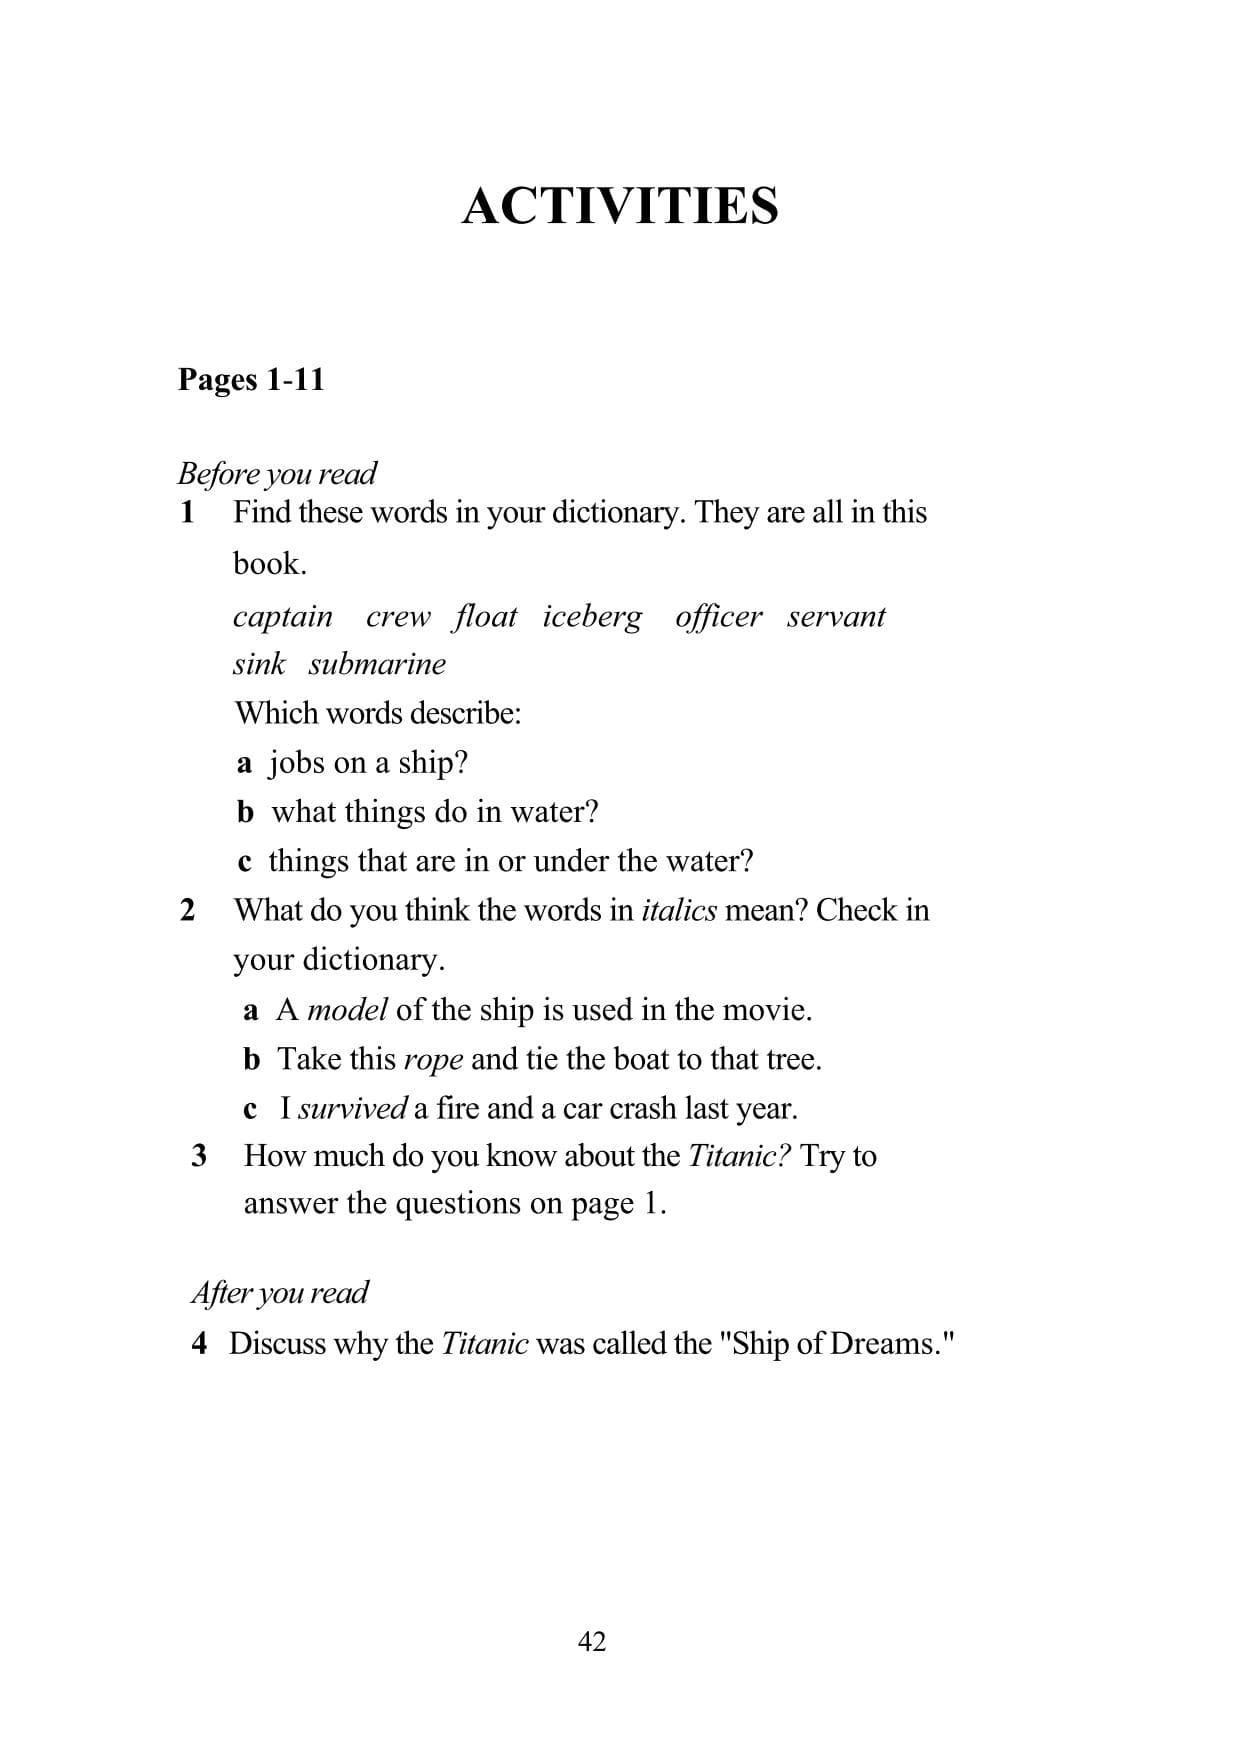 ACTIVITIES
Pages 1-11
Before you read
1 Find these words in your dictionary. They are all in this
book.
captain crew float iceberg officer servant
sink submarine
Which words describe:
a jobs on a ship?
b what things do in water?
c things that are in or under the water?
2 What do you think the words in italics mean? Check in
your dictionary.
a A model of the ship is used in the movie.
b Take this rope and tie the boat to that tree.
c I survived a fire and a car crash last year.
3 How much do you know about the Titanic? Try to
answer the questions on page 1.
After you read
4 Discuss why the Titanic was called the "Ship of Dreams."
42